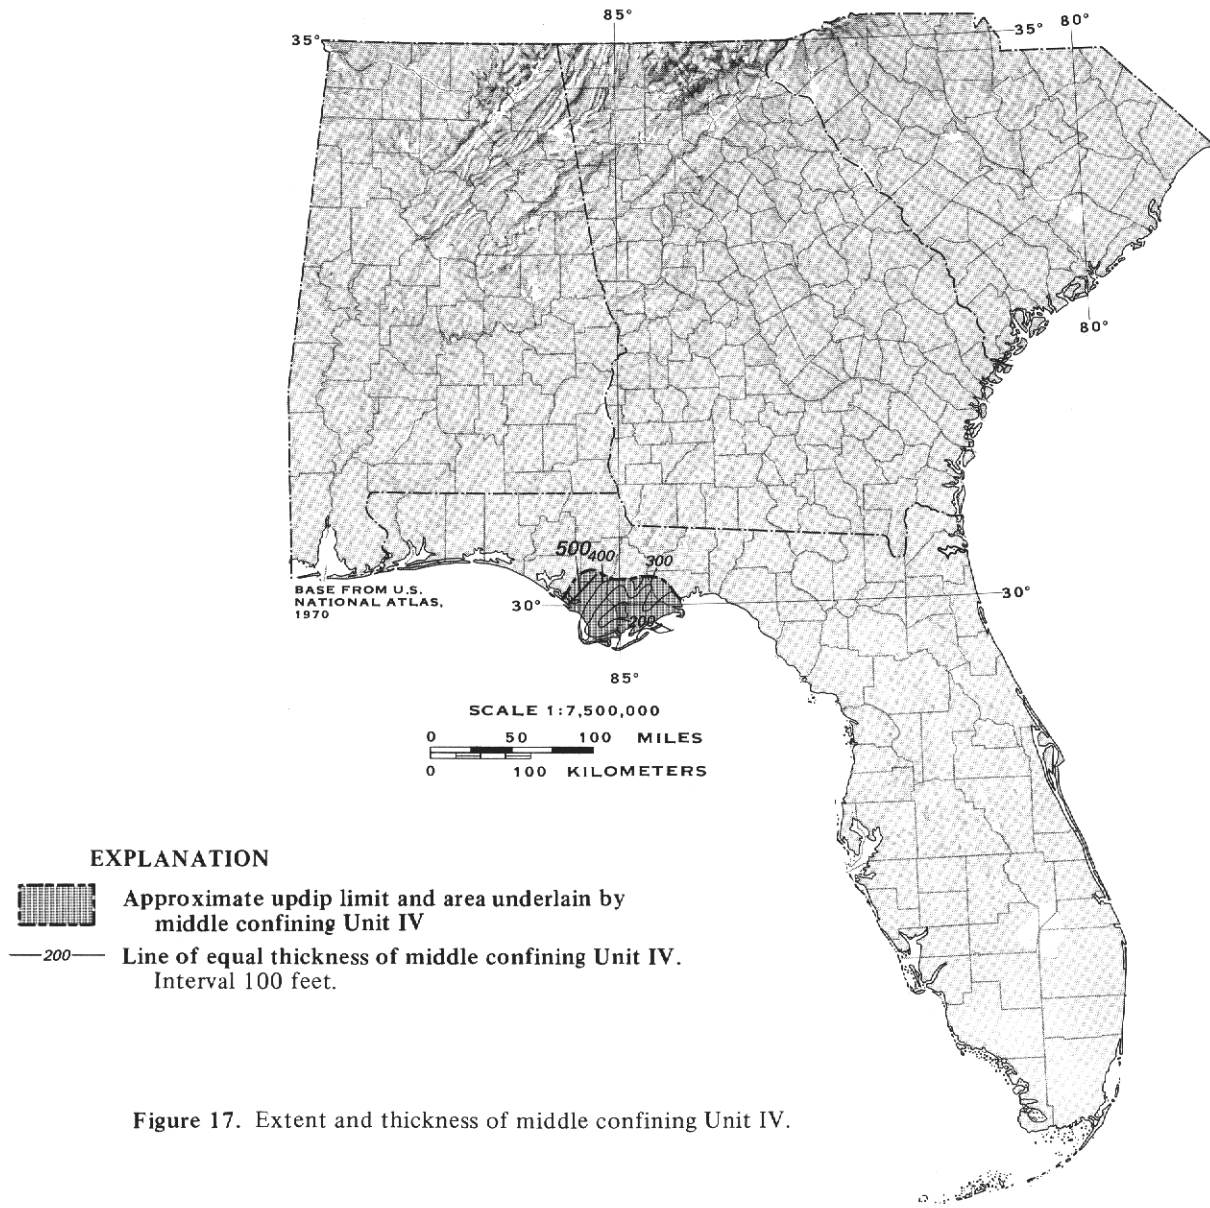 85°
35°
35° 80°
80°
500 400 300
BASE FROM U.S.
NATIONAL ATLAS,
1970
30°
30°
200
85°
SCALE 1:7,500,000
0 50 100 MILES
0 100 KILOMETERS
EXPLANATION
Approximate updip limit and area underlain by
middle confining Unit IV
200 Line of equal thickness of middle confining Unit IV.
Interval 100 feet.
Figure 17. Extent and thickness of middle confining Unit IV.